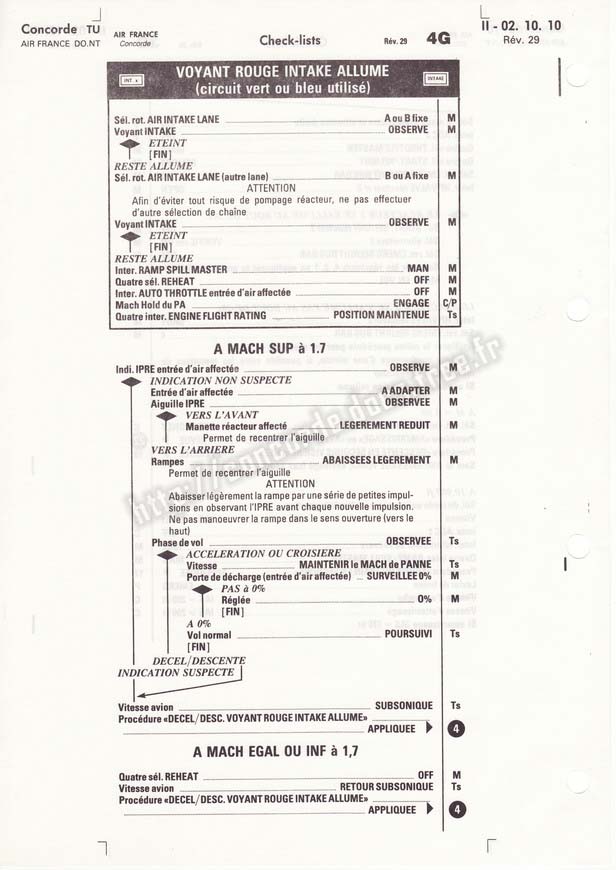 Concorde TU
AIR FRANCE DO.NT
AIR FRANCE
Concorde
Check-lists
Rév. 29
4G
II - 02. 10. 10
Rév. 29
VOYANT ROUGE INTAKE ALLUME
(circuit vert ou bleu utilisé)
INTAKE
Sél. rot. AIR INTAKE LANE A ou B fixe M
Voyant INTAKE OBSERVE M
ETEINT
[FIN]
RESTE ALLUME
Sél. rot. AIR INTAKE LANE (autre lane) B ou A fixe M
ATTENTION
Afin d'éviter tout risque de pompage réacteur, ne pas effectuer
d'autre sélection de chaîne
Voyant INTAKE OBSERVE M
ETEINT
[FIN]
RESTE ALLUME
Inter. RAMP SPILL MASTER MAN M
Quatre sél. REHEAT OFF M
Inter. AUTO THROTTLE entrée d'air affectée OFF M
Mach Hold du PA ENGAGE C/P
Quatre inter. ENGINE FLIGHT RATING POSITION MAINTENUE Ts
A MACH SUP à 1.7
Indi. IPRE entrée d'air affectée OBSERVE M
INDICATION NON SUSPECTE
Entrée d'air affectée A ADAPTER M
Aiguille IPRE OBSERVEE M
VERS L'AVANT
Manette réacteur affecté LEGEREMENT REDUIT M
Permet de recentrer l'aiguille
VERS L'ARRIERE
Rampes ABAISSEES LEGEREMENT M
Permet de recentrer l'aiguille
ATTENTION
Abaisser légèrement la rampe par une série de petites impul-
sions en observant l'IPRE avant chaque nouvelle impulsion.
Ne pas manoeuvrer la rampe dans le sens ouverture (vers le
haut)
Phase de vol OBSERVEE Ts
ACCELERATION OU CROISIERE
Vitesse MAINTENIR le MACH de PANNE Ts
Porte de décharge (entrée d'air affectée) SURVEILLEE 0% M
PAS à 0%
Réglée 0% M
[FIN]
A 0%
Vol normal POURSUIVI Ts
[FIN]
DECEL/DESCENTE
INDICATION SUSPECTE
Vitesse avion SUBSONIQUE Ts
Procédure «DECEL/DESC. VOYANT ROUGE INTAKE ALLUME»
APPLIQUEE 4
A MACH EGAL OU INF à 1,7
Quatre sél. REHEAT OFF M
Vitesse avion RETOUR SUBSONIQUE Ts
Procédure «DECEL/DESC. VOYANT ROUGE INTAKE ALLUME»
APPLIQUEE 4